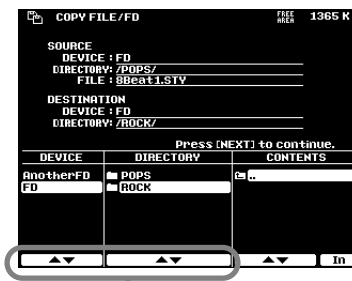 COPY FILE/FD FREE AREA 1365 K
SOURCE
DEVICE : FD
DIRECTORY: /POPS/
FILE : 8Beat1.STY
DESTINATION
DEVICE : FD
DIRECTORY: /ROCK/
Press [NEXT] to continue.
DEVICE DIRECTORY CONTENTS
AnotherFD POPS ..
FD ROCK
▲▼ ▲▼ ▲▼ In